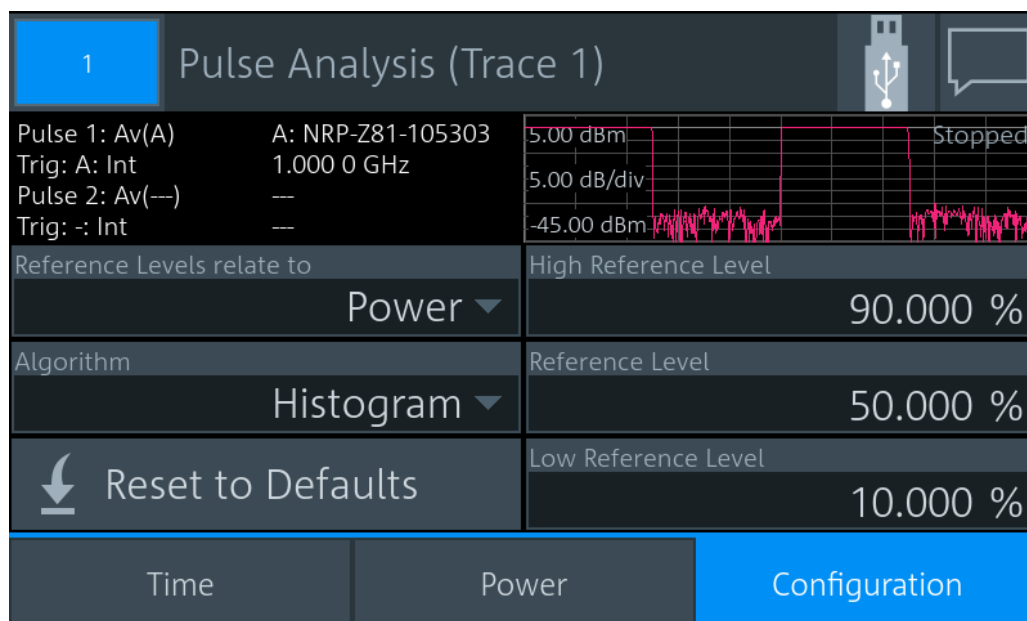 1
Pulse Analysis (Trace 1)
Pulse 1: Av(A)
A: NRP-Z81-105303
Trig: A: Int
1.000 0 GHz
Pulse 2: Av(---)
---
Trig: -: Int
---
5.00 dBm
Stopped
5.00 dB/div
-45.00 dBm
Reference Levels relate to
Power
High Reference Level
90.000 %
Algorithm
Histogram
Reference Level
50.000 %
Reset to Defaults
Low Reference Level
10.000 %
Time
Power
Configuration